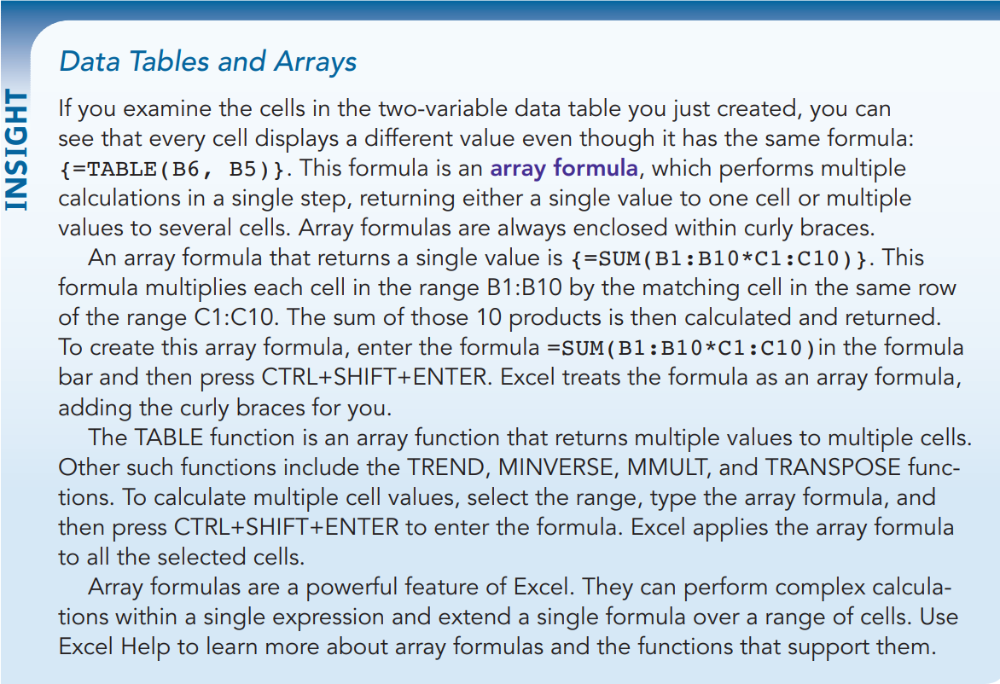 INSIGHT
Data Tables and Arrays
If you examine the cells in the two-variable data table you just created, you can
see that every cell displays a different value even though it has the same formula:
{=TABLE(B6, B5)}. This formula is an array formula, which performs multiple
calculations in a single step, returning either a single value to one cell or multiple
values to several cells. Array formulas are always enclosed within curly braces.
An array formula that returns a single value is {=SUM(B1:B10*C1:C10)}. This
formula multiplies each cell in the range B1:B10 by the matching cell in the same row
of the range C1:C10. The sum of those 10 products is then calculated and returned.
To create this array formula, enter the formula =SUM(B1:B10*C1:C10)in the formula
bar and then press CTRL+SHIFT+ENTER. Excel treats the formula as an array formula,
adding the curly braces for you.
The TABLE function is an array function that returns multiple values to multiple cells.
Other such functions include the TREND, MINVERSE, MMULT, and TRANSPOSE func-
tions. To calculate multiple cell values, select the range, type the array formula, and
then press CTRL+SHIFT+ENTER to enter the formula. Excel applies the array formula
to all the selected cells.
Array formulas are a powerful feature of Excel. They can perform complex calcula-
tions within a single expression and extend a single formula over a range of cells. Use
Excel Help to learn more about array formulas and the functions that support them.